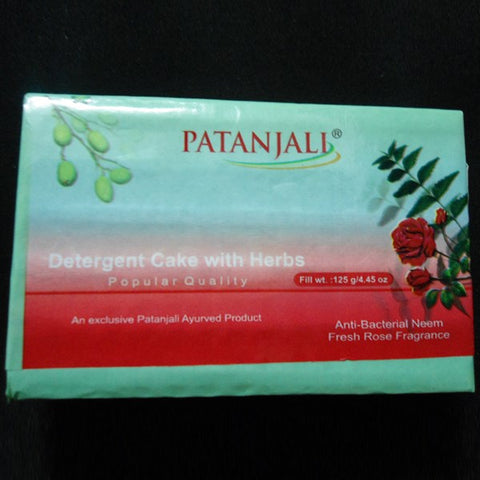 PATANJALI®
Detergent Cake with Herbs
Popular Quality
Fill wt. :125 g/4.45 oz
An exclusive Patanjali Ayurved Product
Anti-Bacterial Neem
Fresh Rose Fragrance